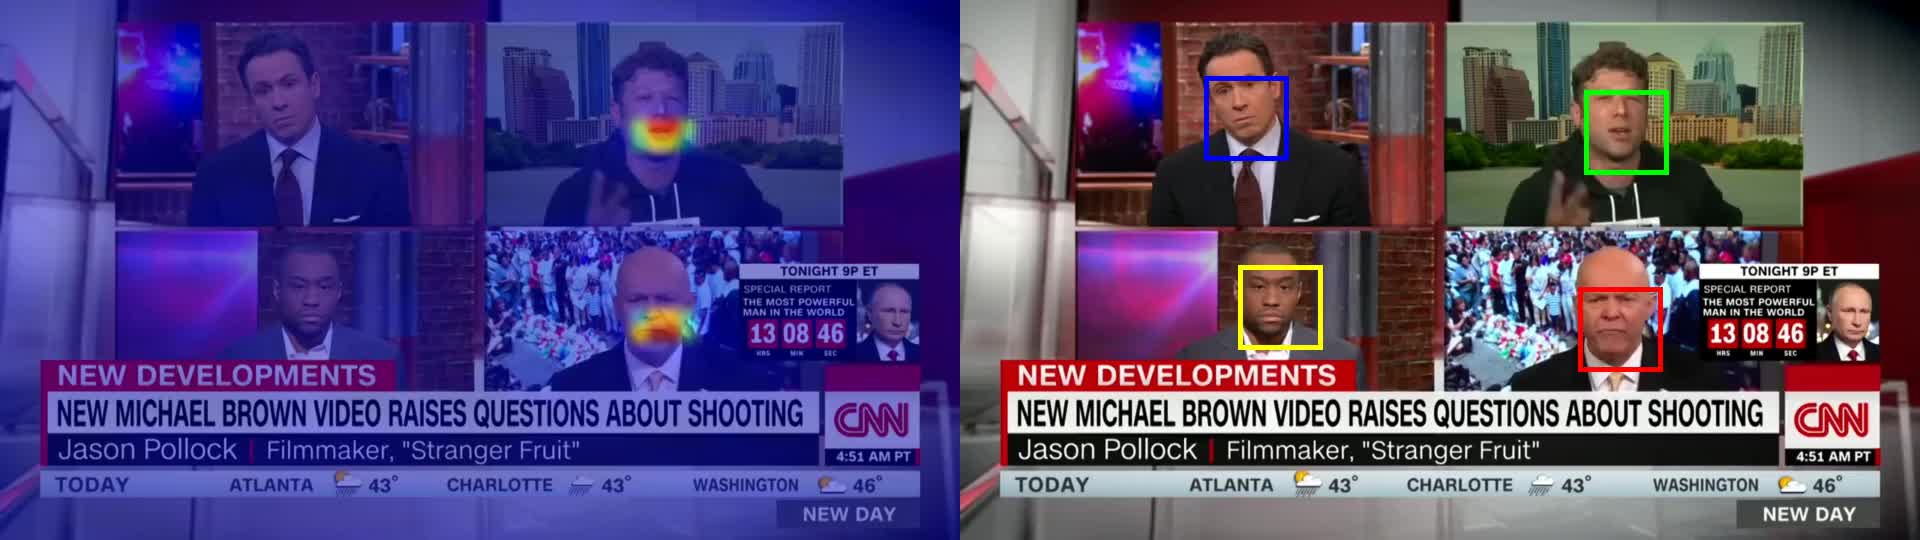 TONIGHT 9P ET
SPECIAL REPORT
THE MOST POWERFUL
MAN IN THE WORLD
13 08 46
HRS MIN SEC
NEW DEVELOPMENTS
NEW MICHAEL BROWN VIDEO RAISES QUESTIONS ABOUT SHOOTING
CNN
Jason Pollock | Filmmaker, "Stranger Fruit"
4:51 AM PT
TODAY ATLANTA 43° CHARLOTTE 43° WASHINGTON 46°
NEW DAY
TONIGHT 9P ET
SPECIAL REPORT
THE MOST POWERFUL
MAN IN THE WORLD
13 08 46
HRS MIN SEC
NEW DEVELOPMENTS
NEW MICHAEL BROWN VIDEO RAISES QUESTIONS ABOUT SHOOTING
CNN
Jason Pollock | Filmmaker, "Stranger Fruit"
4:51 AM PT
TODAY ATLANTA 43° CHARLOTTE 43° WASHINGTON 46°
NEW DAY